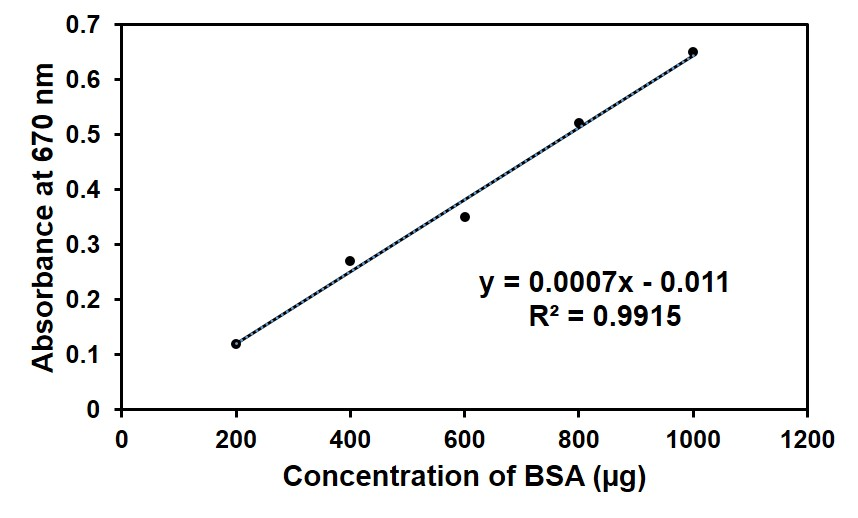 0.7
0.6
0.5
0.4
0.3
0.2
0.1
0
Absorbance at 670 nm
y = 0.0007x - 0.011
R² = 0.9915
0 200 400 600 800 1000 1200
Concentration of BSA (µg)